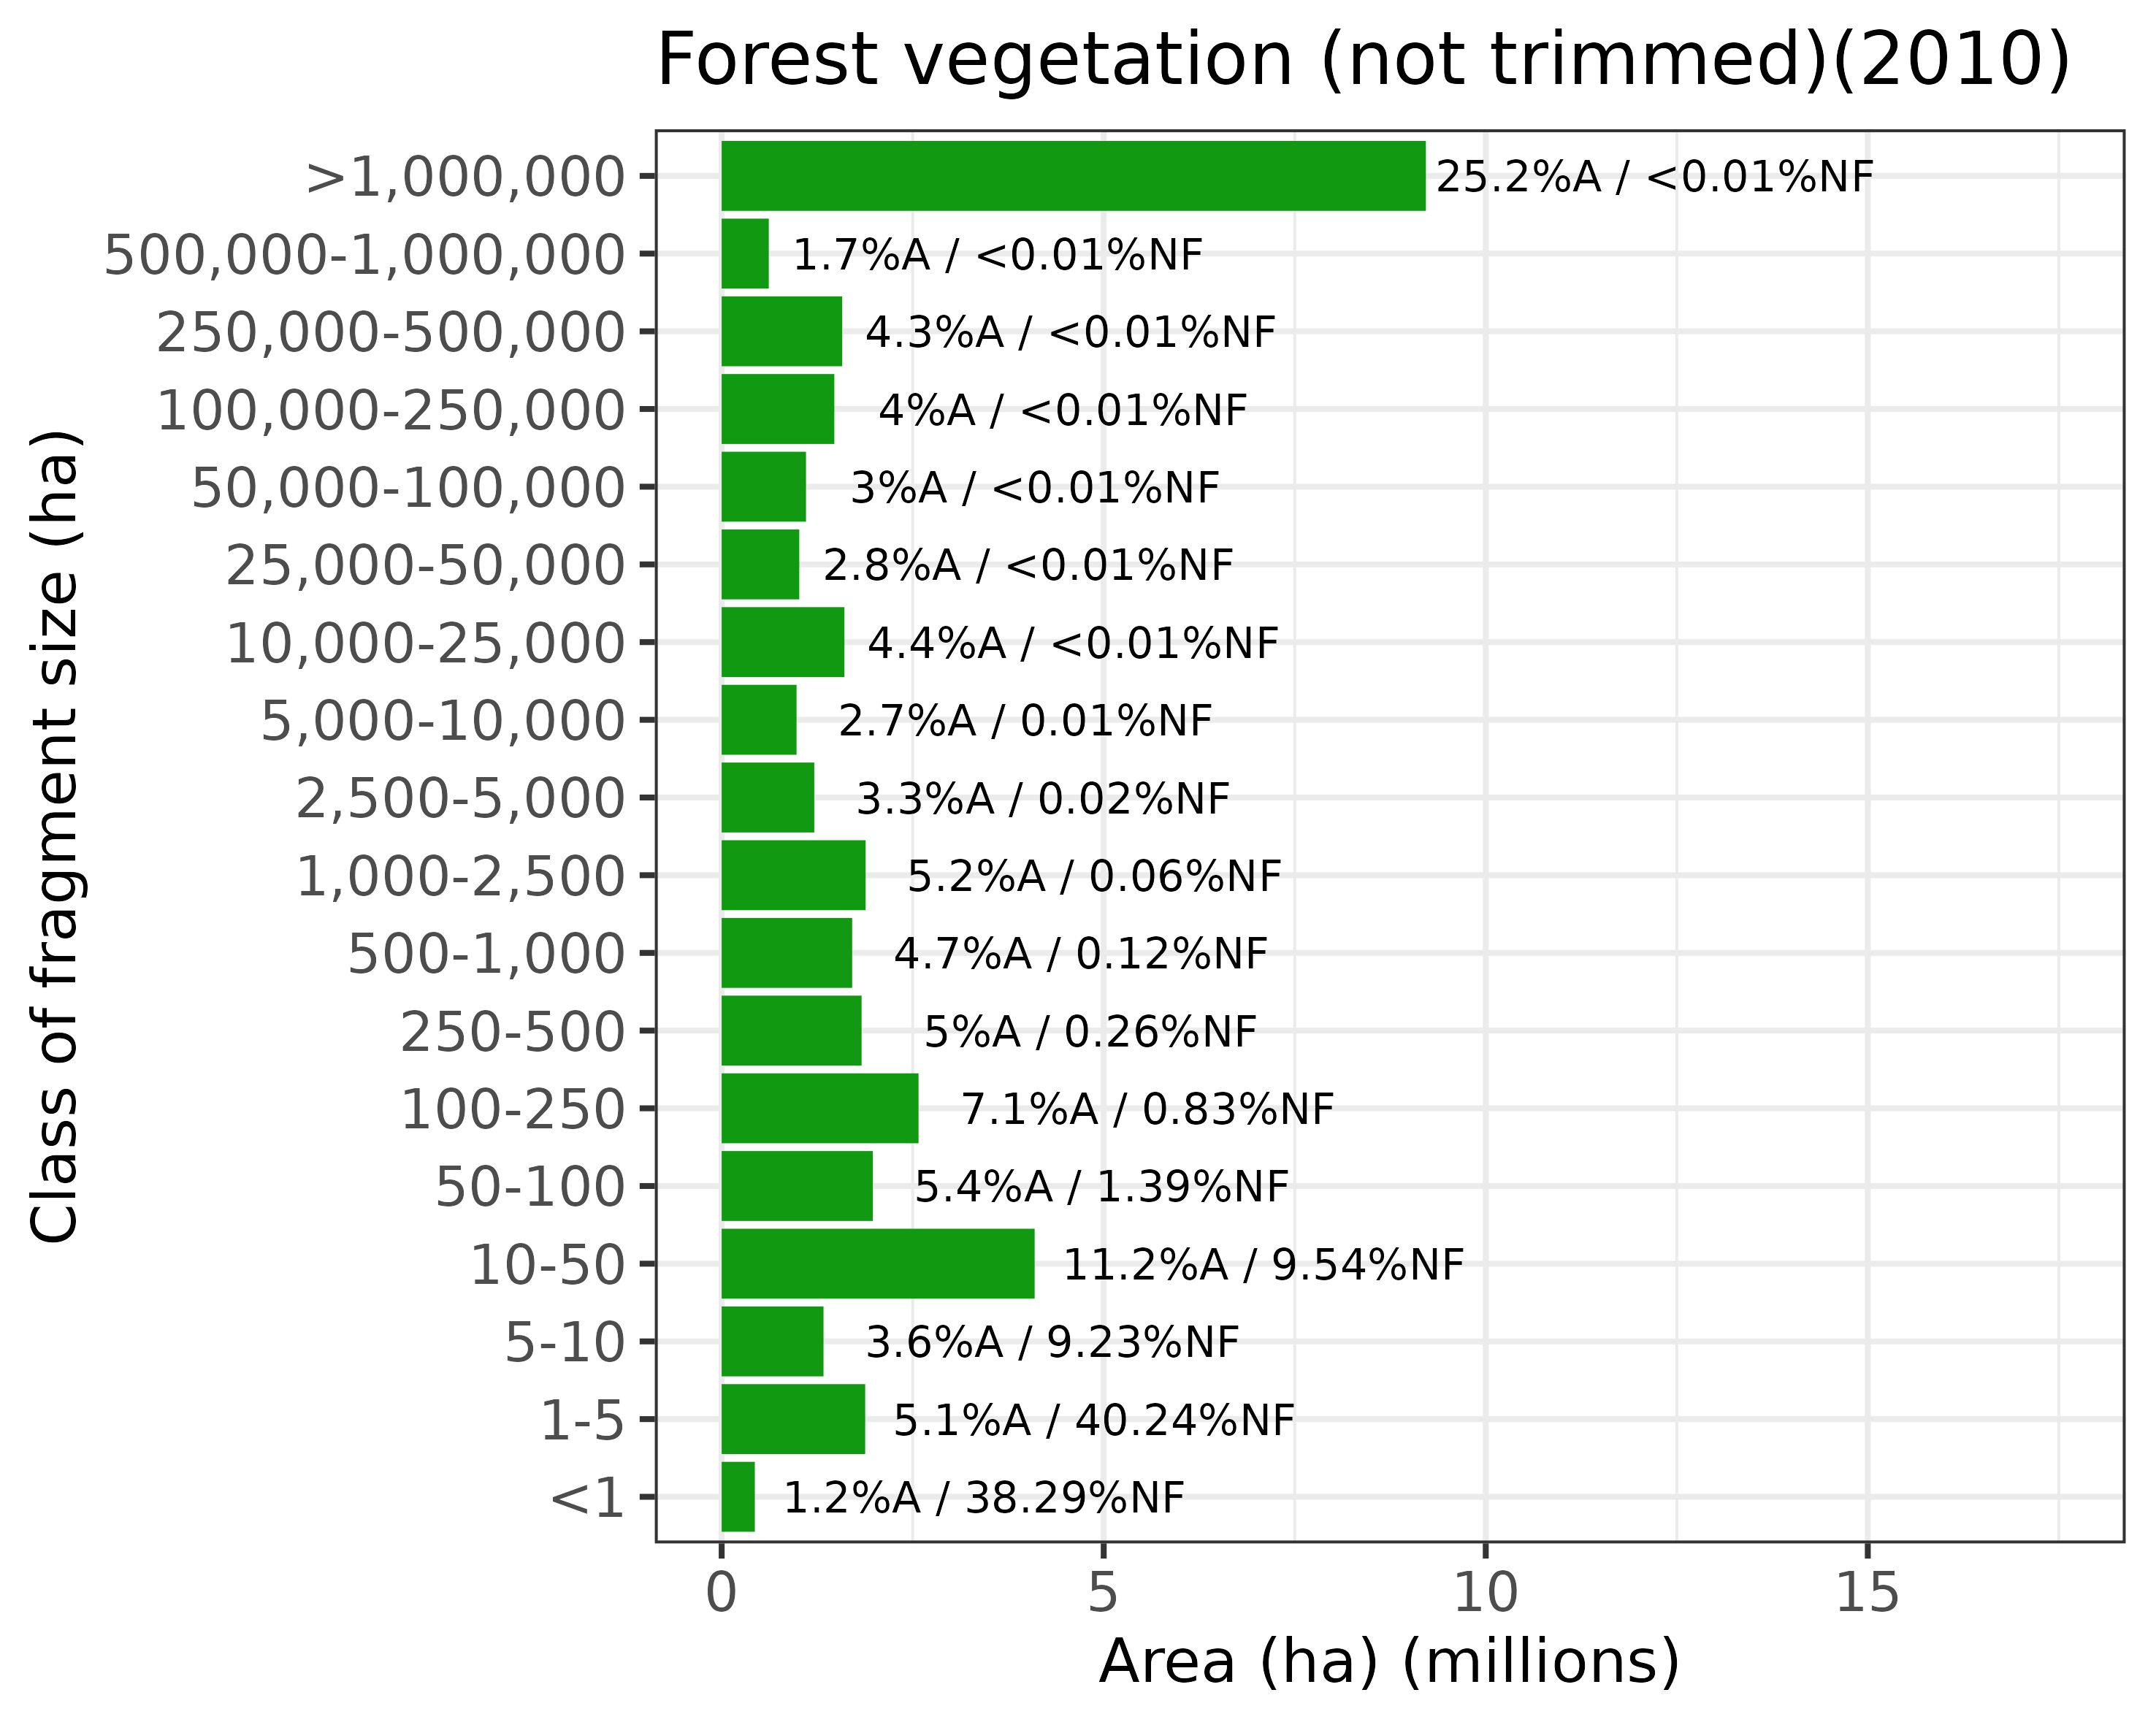 Forest vegetation (not trimmed)(2010)
Class of fragment size (ha)
>1,000,000 25.2%A / <0.01%NF
500,000-1,000,000 1.7%A / <0.01%NF
250,000-500,000 4.3%A / <0.01%NF
100,000-250,000 4%A / <0.01%NF
50,000-100,000 3%A / <0.01%NF
25,000-50,000 2.8%A / <0.01%NF
10,000-25,000 4.4%A / <0.01%NF
5,000-10,000 2.7%A / 0.01%NF
2,500-5,000 3.3%A / 0.02%NF
1,000-2,500 5.2%A / 0.06%NF
500-1,000 4.7%A / 0.12%NF
250-500 5%A / 0.26%NF
100-250 7.1%A / 0.83%NF
50-100 5.4%A / 1.39%NF
10-50 11.2%A / 9.54%NF
5-10 3.6%A / 9.23%NF
1-5 5.1%A / 40.24%NF
<1 1.2%A / 38.29%NF
0 5 10 15
Area (ha) (millions)